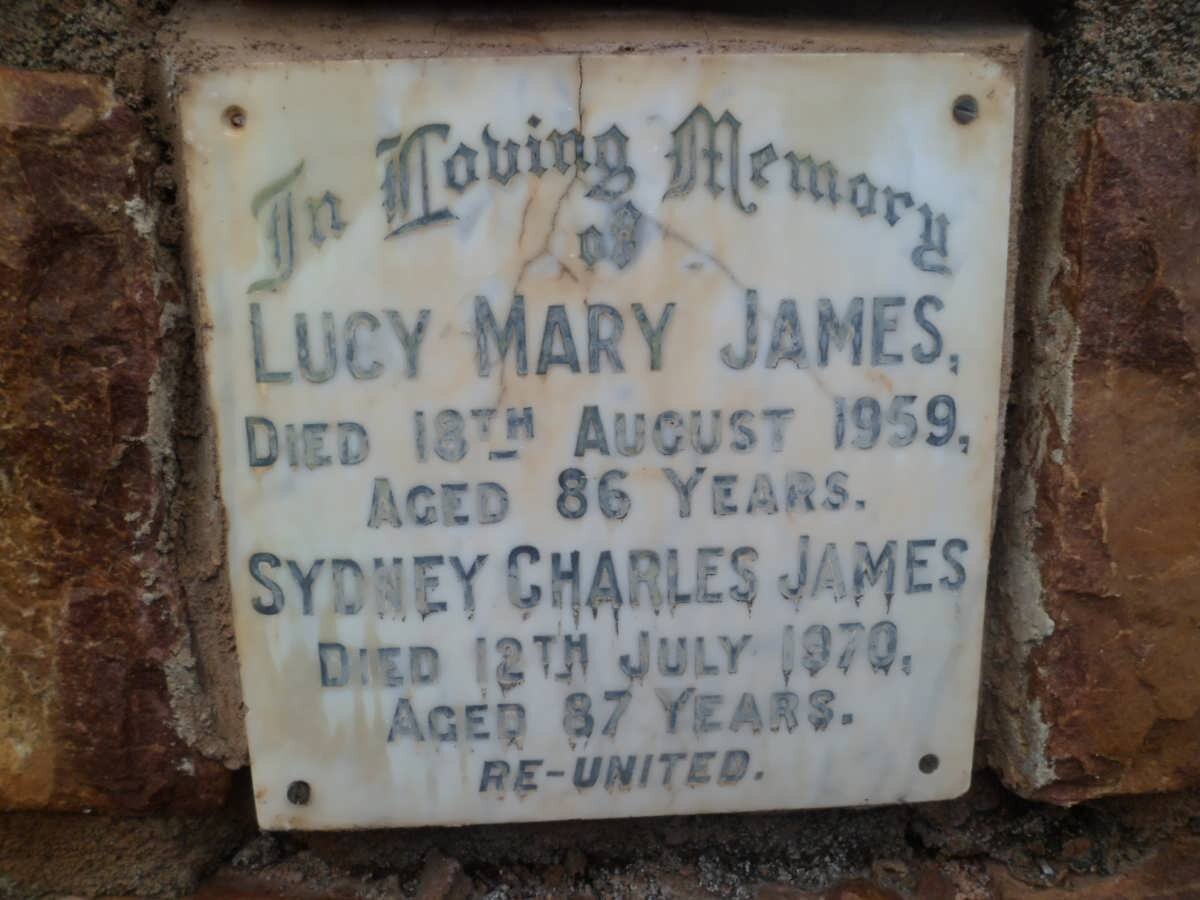 In Loving Memory
of
LUCY MARY JAMES,
DIED 18TH AUGUST 1959,
AGED 86 YEARS.
SYDNEY CHARLES JAMES
DIED 12TH JULY 1970,
AGED 87 YEARS.
RE-UNITED.